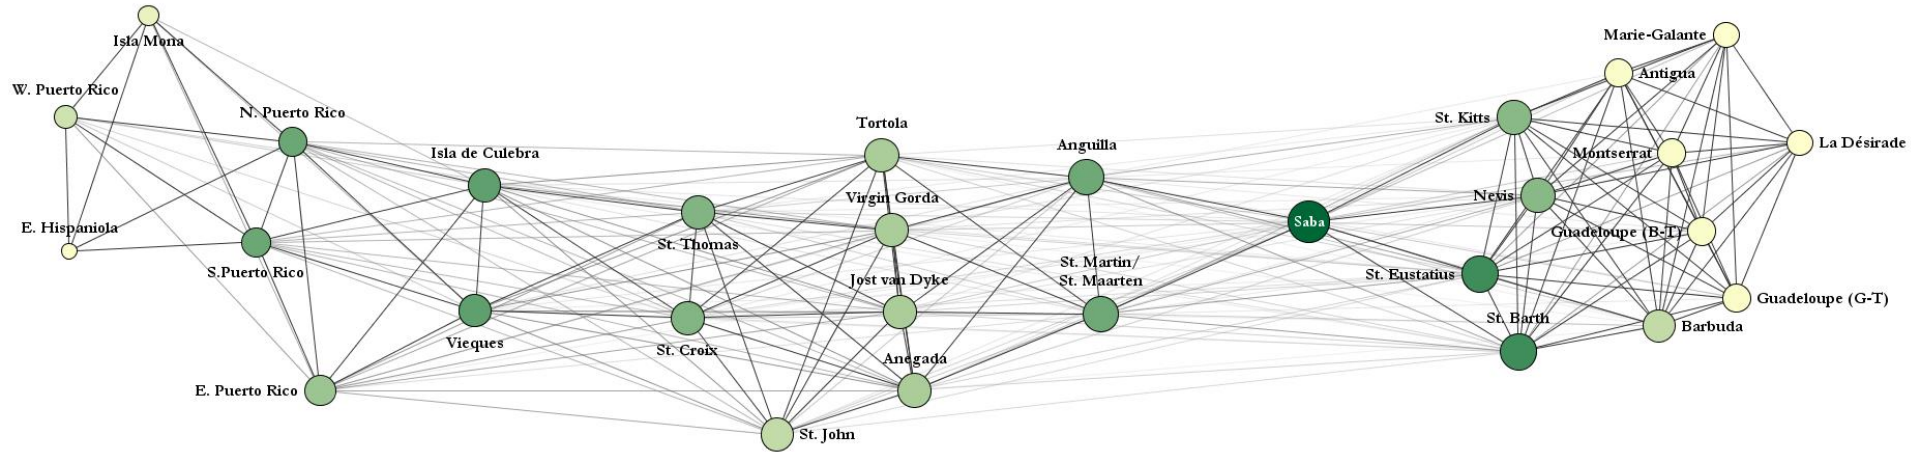 Isla Mona
Marie-Galante
Antigua
W. Puerto Rico
N. Puerto Rico
St. Kitts
Tortola
Anguilla
La Désirade
Isla de Culebra
Montserrat
Virgin Gorda
Nevis
E. Hispaniola
Saba
Guadeloupe (B-T)
St. Thomas
S.Puerto Rico
St. Martin/
St. Maarten
St. Eustatius
Jost van Dyke
Guadeloupe (G-T)
St. Barth
Barbuda
Vieques
St. Croix
Anegada
E. Puerto Rico
St. John